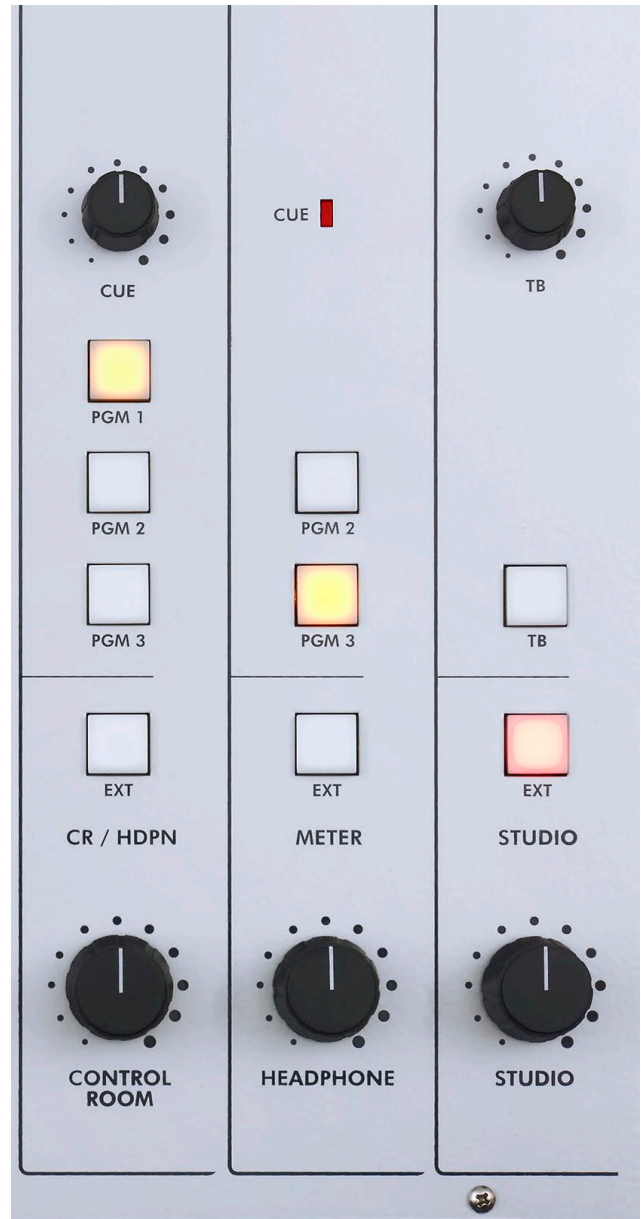 CUE
PGM 1
PGM 2
PGM 3
EXT
CR / HDPN
CONTROL
ROOM
CUE
PGM 2
PGM 3
EXT
METER
HEADPHONE
TB
TB
EXT
STUDIO
STUDIO